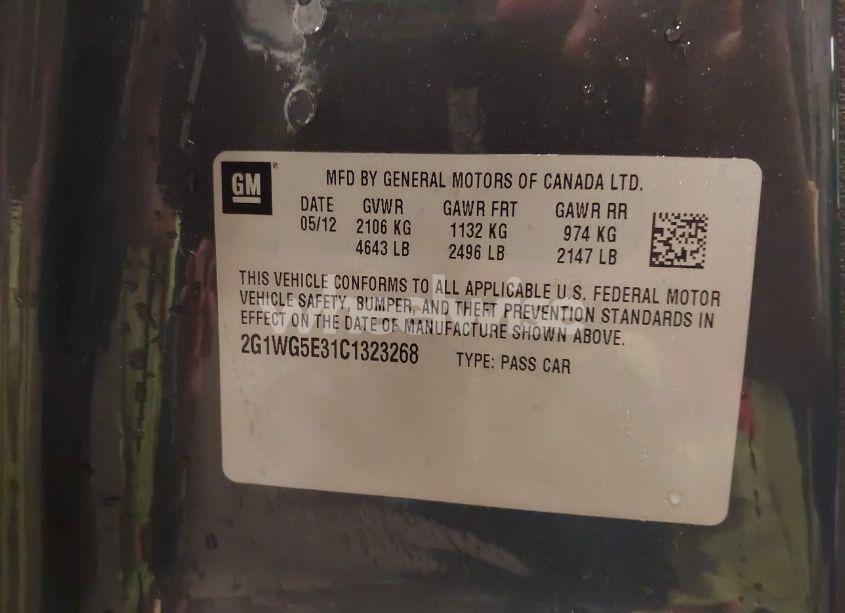 GM
MFD BY GENERAL MOTORS OF CANADA LTD.
DATE GVWR GAWR FRT GAWR RR
05/12 2106 KG 1132 KG 974 KG
4643 LB 2496 LB 2147 LB
THIS VEHICLE CONFORMS TO ALL APPLICABLE U.S. FEDERAL MOTOR
VEHICLE SAFETY, BUMPER, AND THEFT PREVENTION STANDARDS IN
EFFECT ON THE DATE OF MANUFACTURE SHOWN ABOVE.
2G1WG5E31C1323268 TYPE: PASS CAR